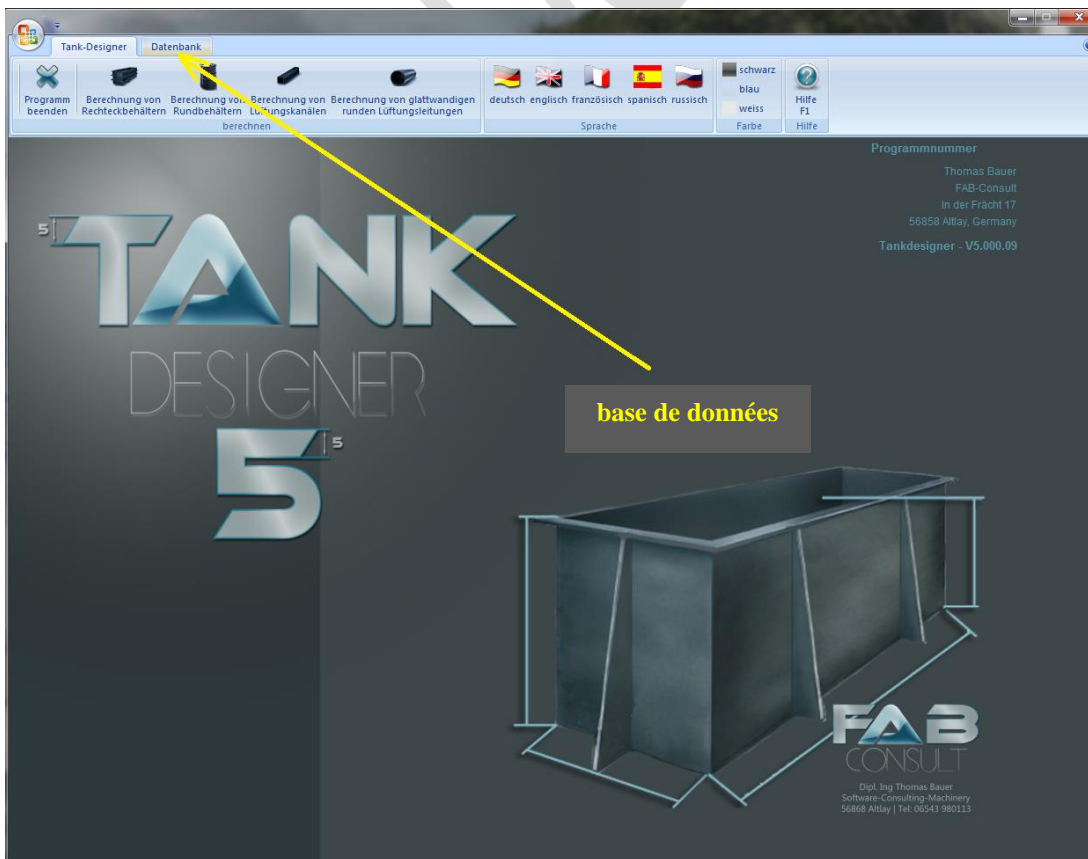 Tank-Designer Datenbank
Programm beenden
Berechnung von Rechteckbehältern
Berechnung von Rundbehältern
Berechnung von Lüftungskanälen
Berechnung von glattwandigen runden Lüftungsleitungen
berechnen
deutsch englisch französisch spanisch russisch
Sprache
schwarz
blau
weiss
Farbe
Hilfe
F1
Hilfe
Programmnummer
Thomas Bauer
FAB-Consult
In der Frächt 17
56858 Altlay, Germany
Tankdesigner - V5.000.09
5
TANK
DESIGNER
5
5
base de données
FAB
CONSULT
Dipl. Ing Thomas Bauer
Software-Consulting-Machinery
56868 Altlay | Tel: 06543 980113